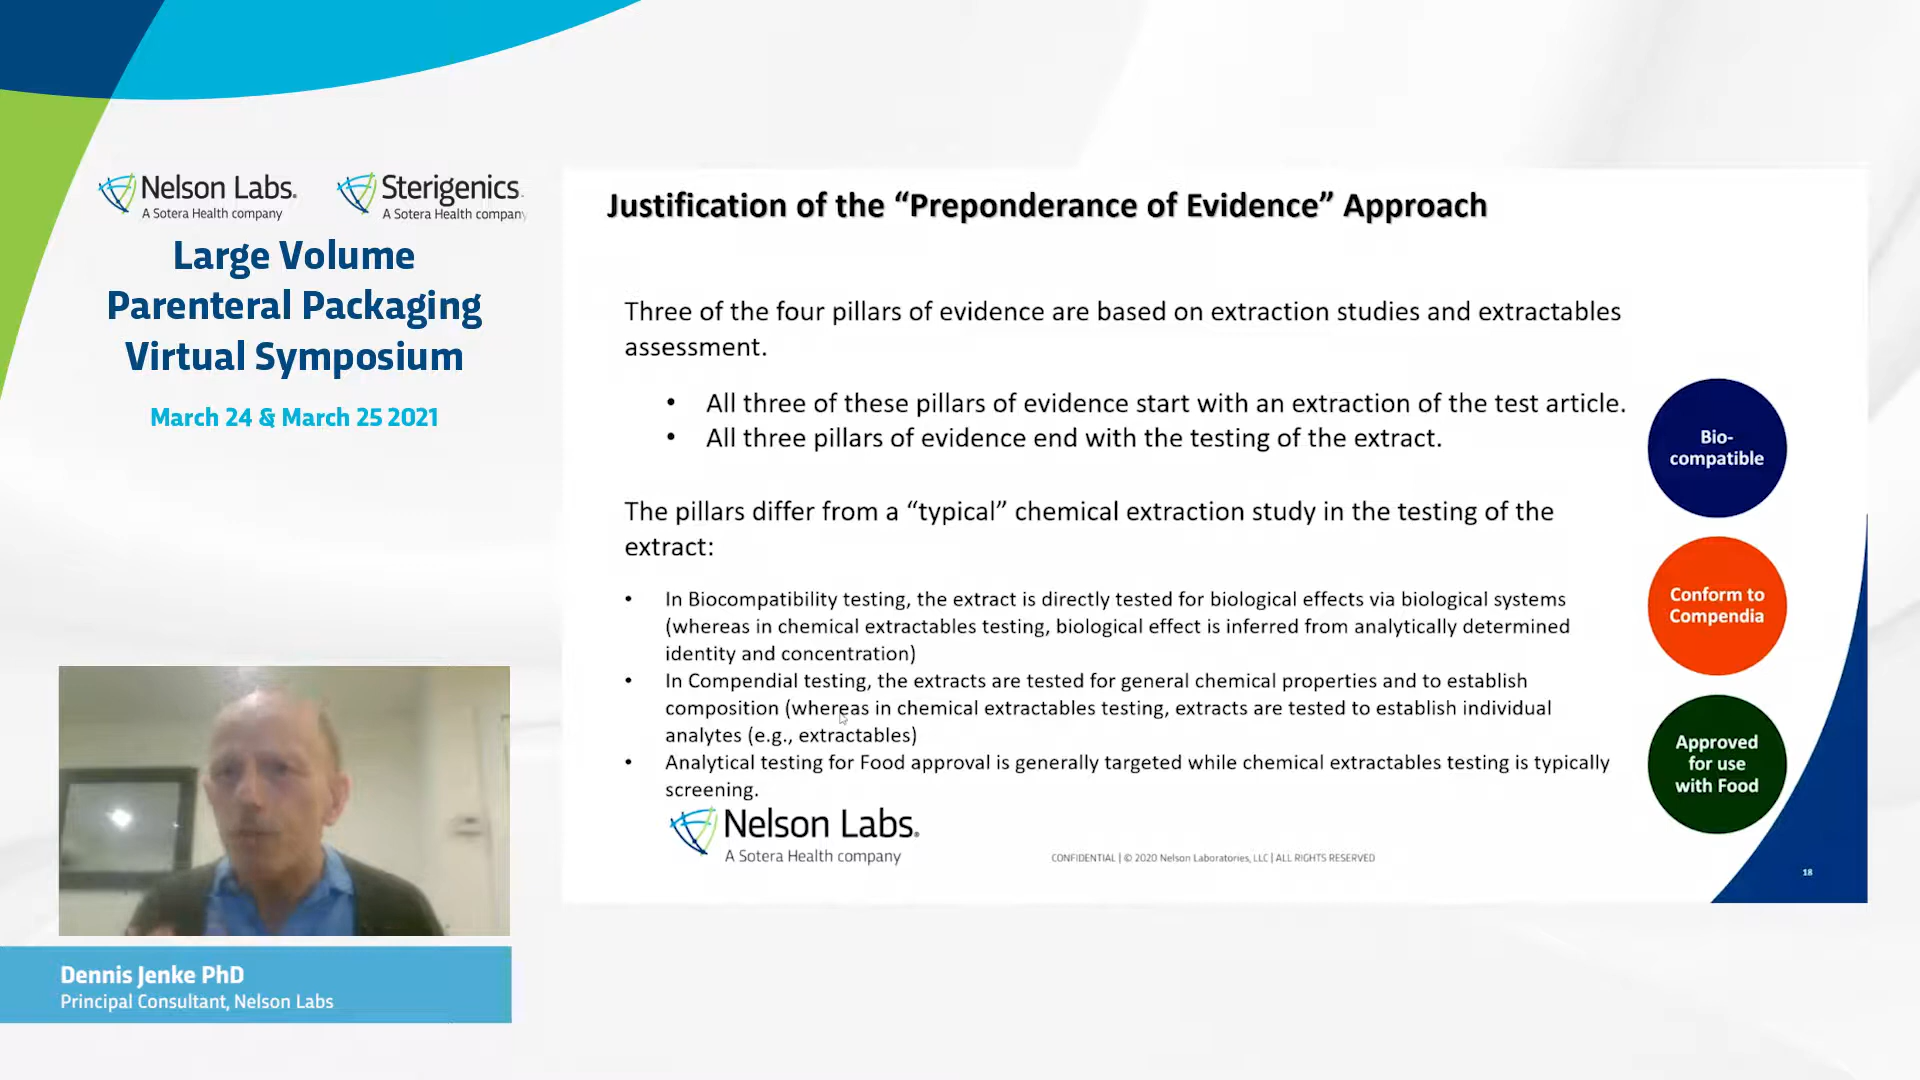 Nelson Labs.
A Sotera Health company
Sterigenics
A Sotera Health company
Large Volume
Parenteral Packaging
Virtual Symposium
March 24 & March 25 2021
Justification of the “Preponderance of Evidence” Approach
Three of the four pillars of evidence are based on extraction studies and extractables
assessment.
• All three of these pillars of evidence start with an extraction of the test article.
• All three pillars of evidence end with the testing of the extract.
The pillars differ from a “typical” chemical extraction study in the testing of the
extract:
• In Biocompatibility testing, the extract is directly tested for biological effects via biological systems
(whereas in chemical extractables testing, biological effect is inferred from analytically determined
identity and concentration)
• In Compendial testing, the extracts are tested for general chemical properties and to establish
composition (whereas in chemical extractables testing, extracts are tested to establish individual
analytes (e.g., extractables)
• Analytical testing for Food approval is generally targeted while chemical extractables testing is typically
screening.
Bio-
compatible
Conform to
Compendia
Approved
for use
with Food
Nelson Labs.
A Sotera Health company
CONFIDENTIAL | © 2020 Nelson Laboratories, LLC | ALL RIGHTS RESERVED
18
Dennis Jenke PhD
Principal Consultant, Nelson Labs